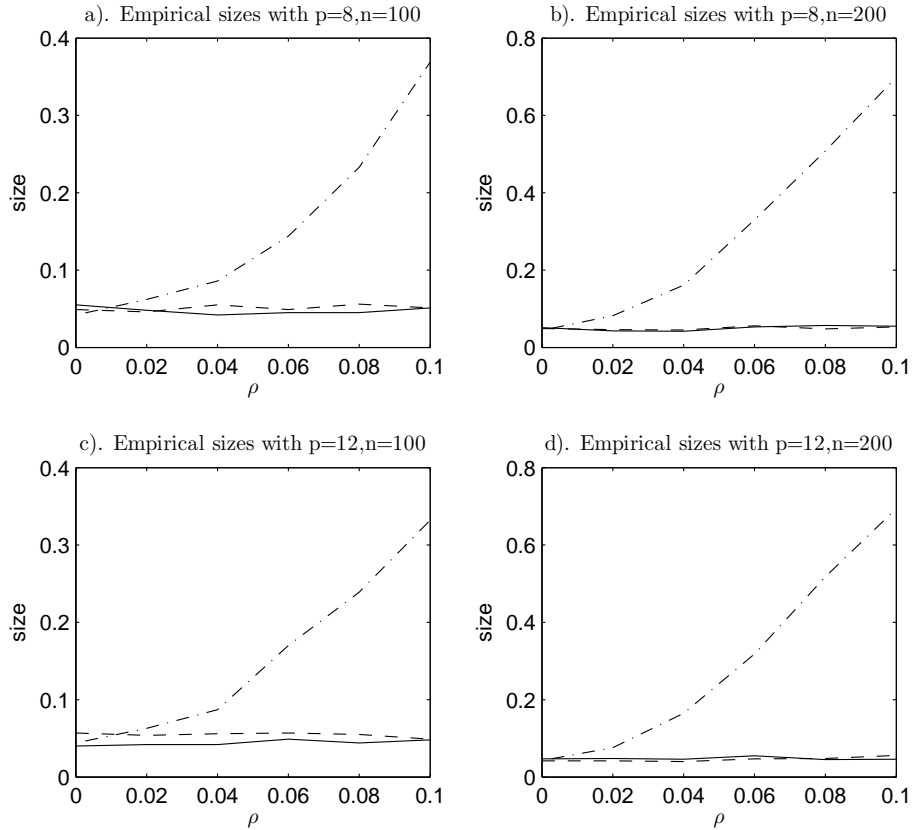 a). Empirical sizes with p=8,n=100
0.4
0.3
0.2
0.1
0
size
0 0.02 0.04 0.06 0.08 0.1
ρ
b). Empirical sizes with p=8,n=200
0.8
0.6
0.4
0.2
0
size
0 0.02 0.04 0.06 0.08 0.1
ρ
c). Empirical sizes with p=12,n=100
0.4
0.3
0.2
0.1
0
size
0 0.02 0.04 0.06 0.08 0.1
ρ
d). Empirical sizes with p=12,n=200
0.8
0.6
0.4
0.2
0
size
0 0.02 0.04 0.06 0.08 0.1
ρ